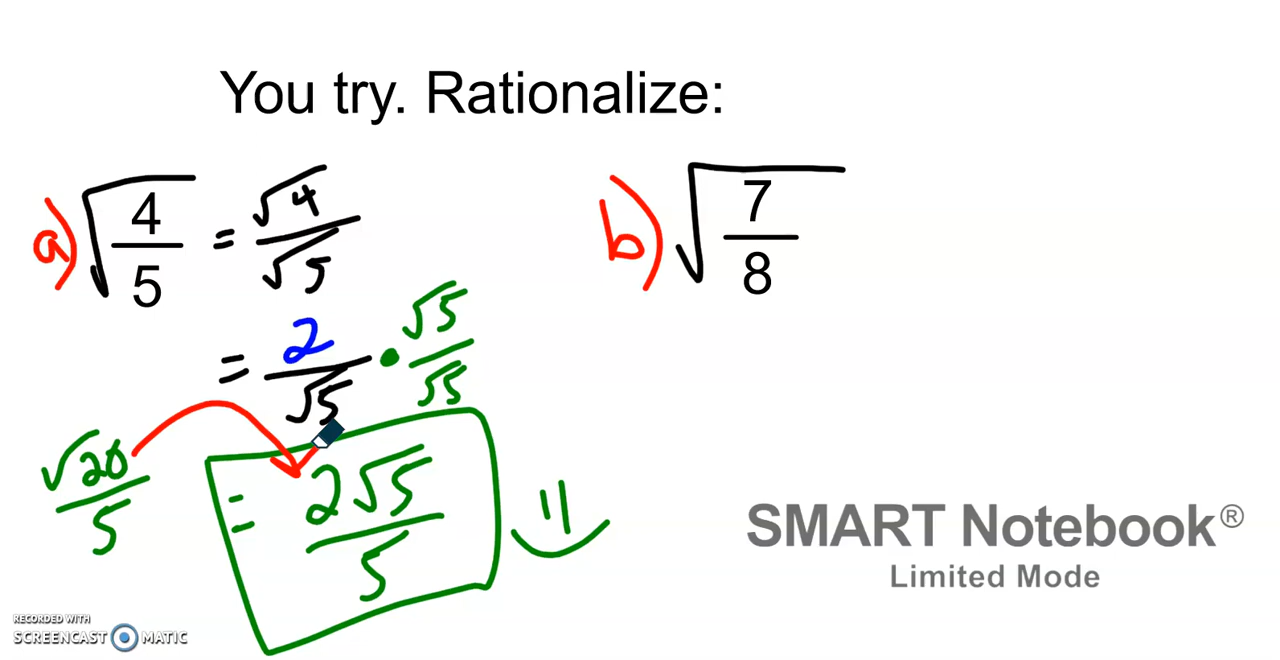 You try. Rationalize:
a) √(4/5) = √4/√5
= 2/√5 • √5/√5
√20/5
= 2√5/5
b) √(7/8)
SMART Notebook®
Limited Mode
RECORDED WITH
SCREENCAST MATIC